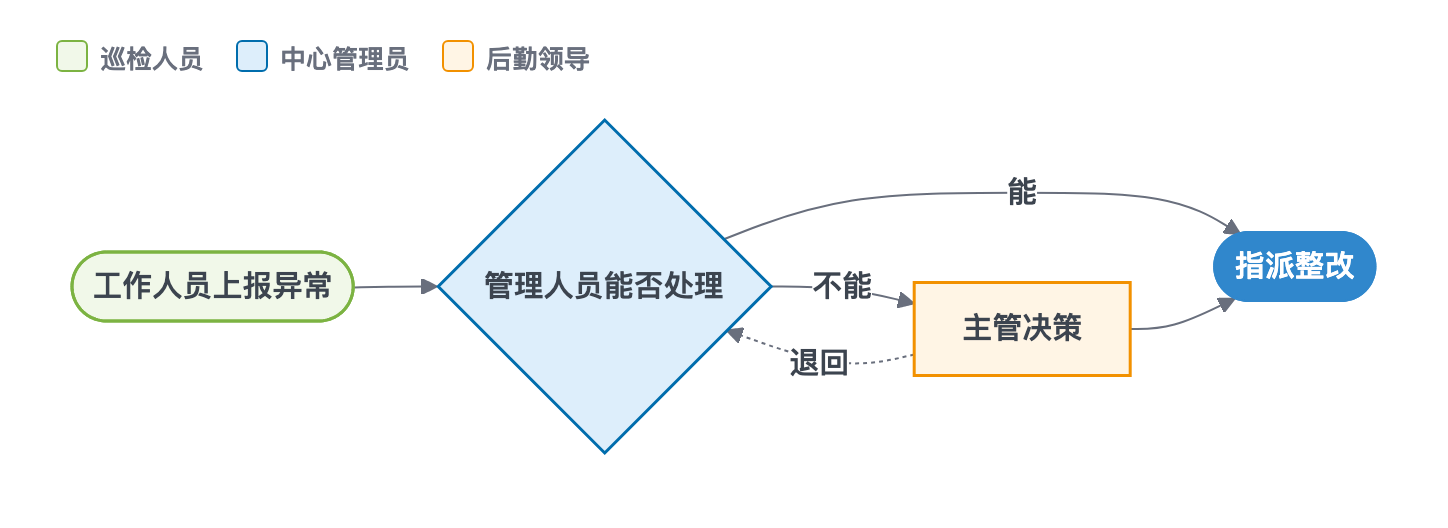 巡检人员
中心管理员
后勤领导
能
工作人员上报异常
管理人员能否处理
不能
指派整改
主管决策
退回